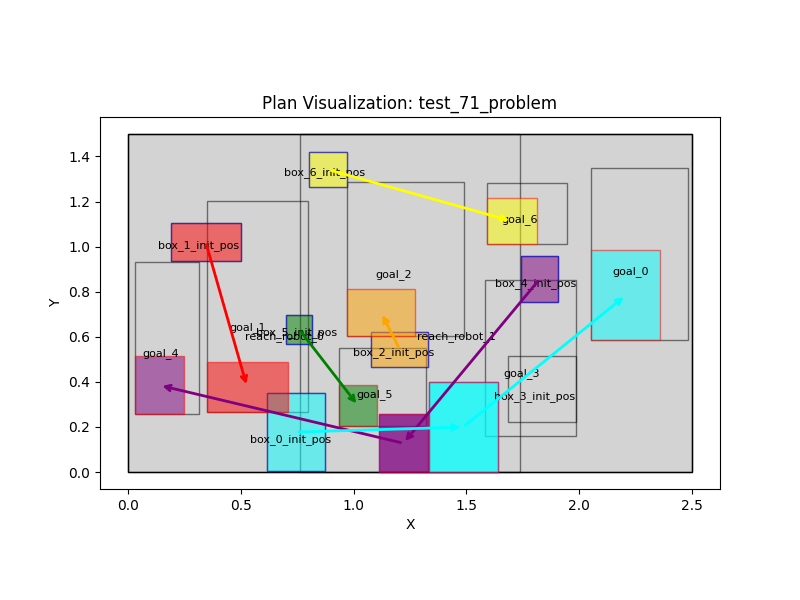 Plan Visualization: test_71_problem
1.4
1.2
1.0
0.8
0.6
0.4
0.2
0.0
Y
box_6_init_pos
goal_6
box_1_init_pos
goal_2
goal_0
box_4_init_pos
goal_1
box_5_init_pos
reach_robot_0
reach_robot_1
goal_4
box_2_init_pos
goal_3
goal_5
box_3_init_pos
box_0_init_pos
0.0
0.5
1.0
1.5
2.0
2.5
X